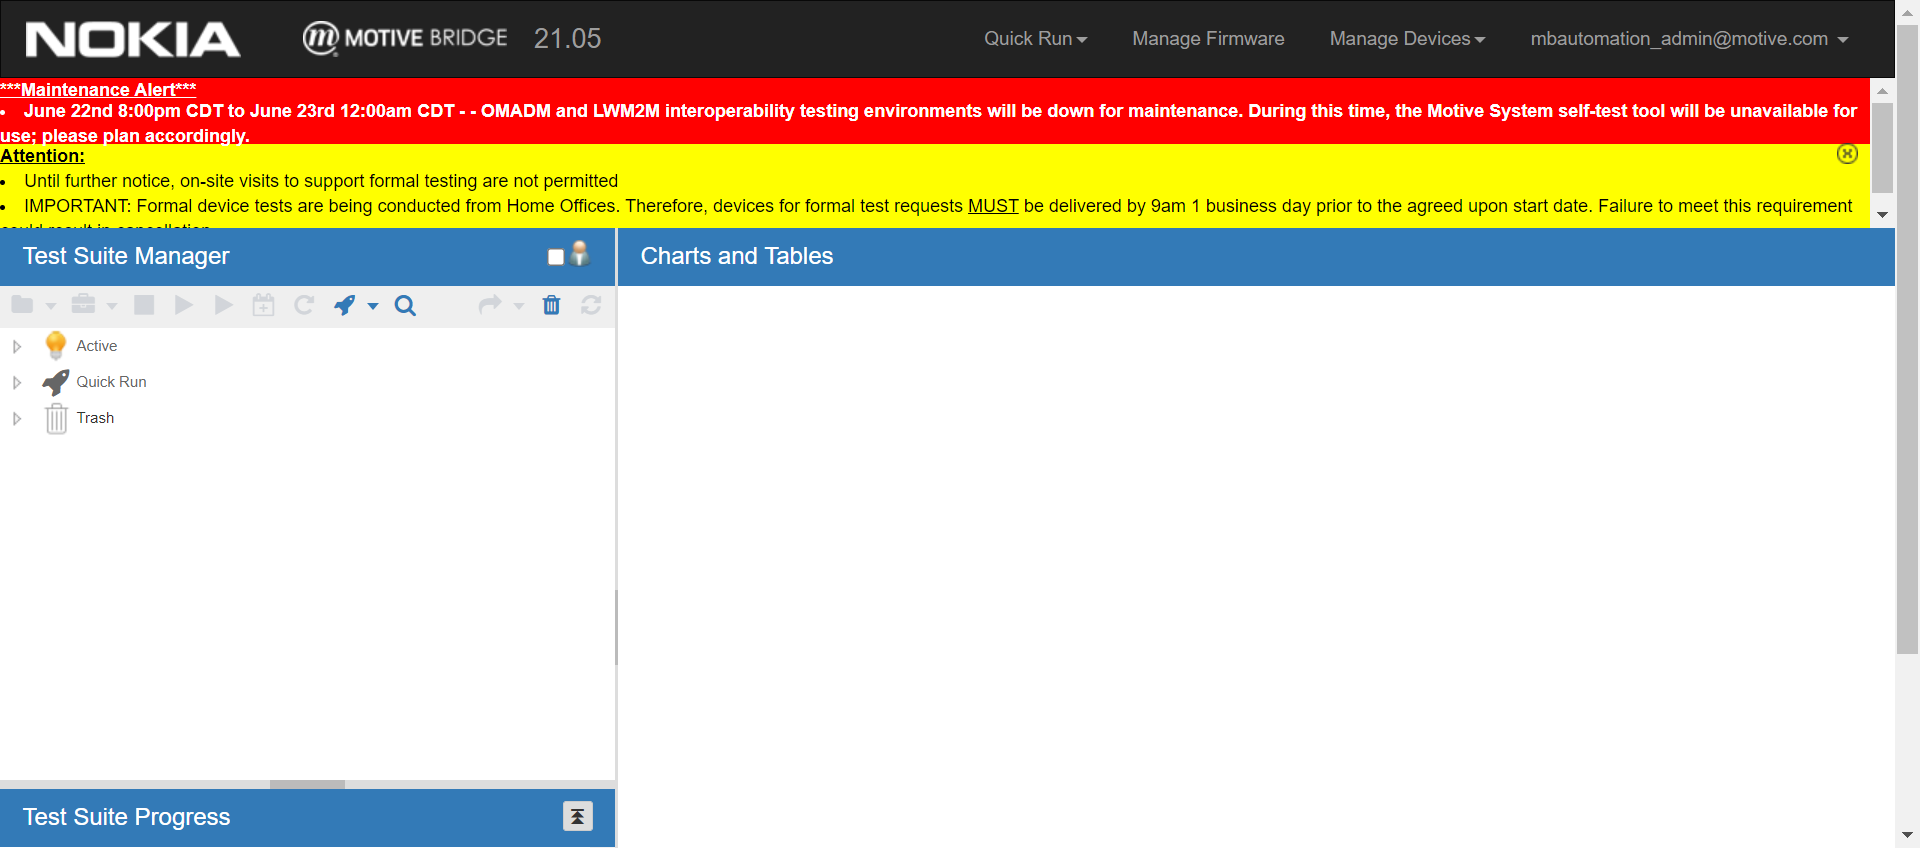 NOKIA MOTIVE BRIDGE 21.05 Quick Run Manage Firmware Manage Devices mbautomation_admin@motive.com
***Maintenance Alert***
• June 22nd 8:00pm CDT to June 23rd 12:00am CDT - - OMADM and LWM2M interoperability testing environments will be down for maintenance. During this time, the Motive System self-test tool will be unavailable for
use; please plan accordingly.
Attention:
• Until further notice, on-site visits to support formal testing are not permitted
• IMPORTANT: Formal device tests are being conducted from Home Offices. Therefore, devices for formal test requests MUST be delivered by 9am 1 business day prior to the agreed upon start date. Failure to meet this requirement
could result in cancellation
Test Suite Manager
Charts and Tables
Active
Quick Run
Trash
Test Suite Progress